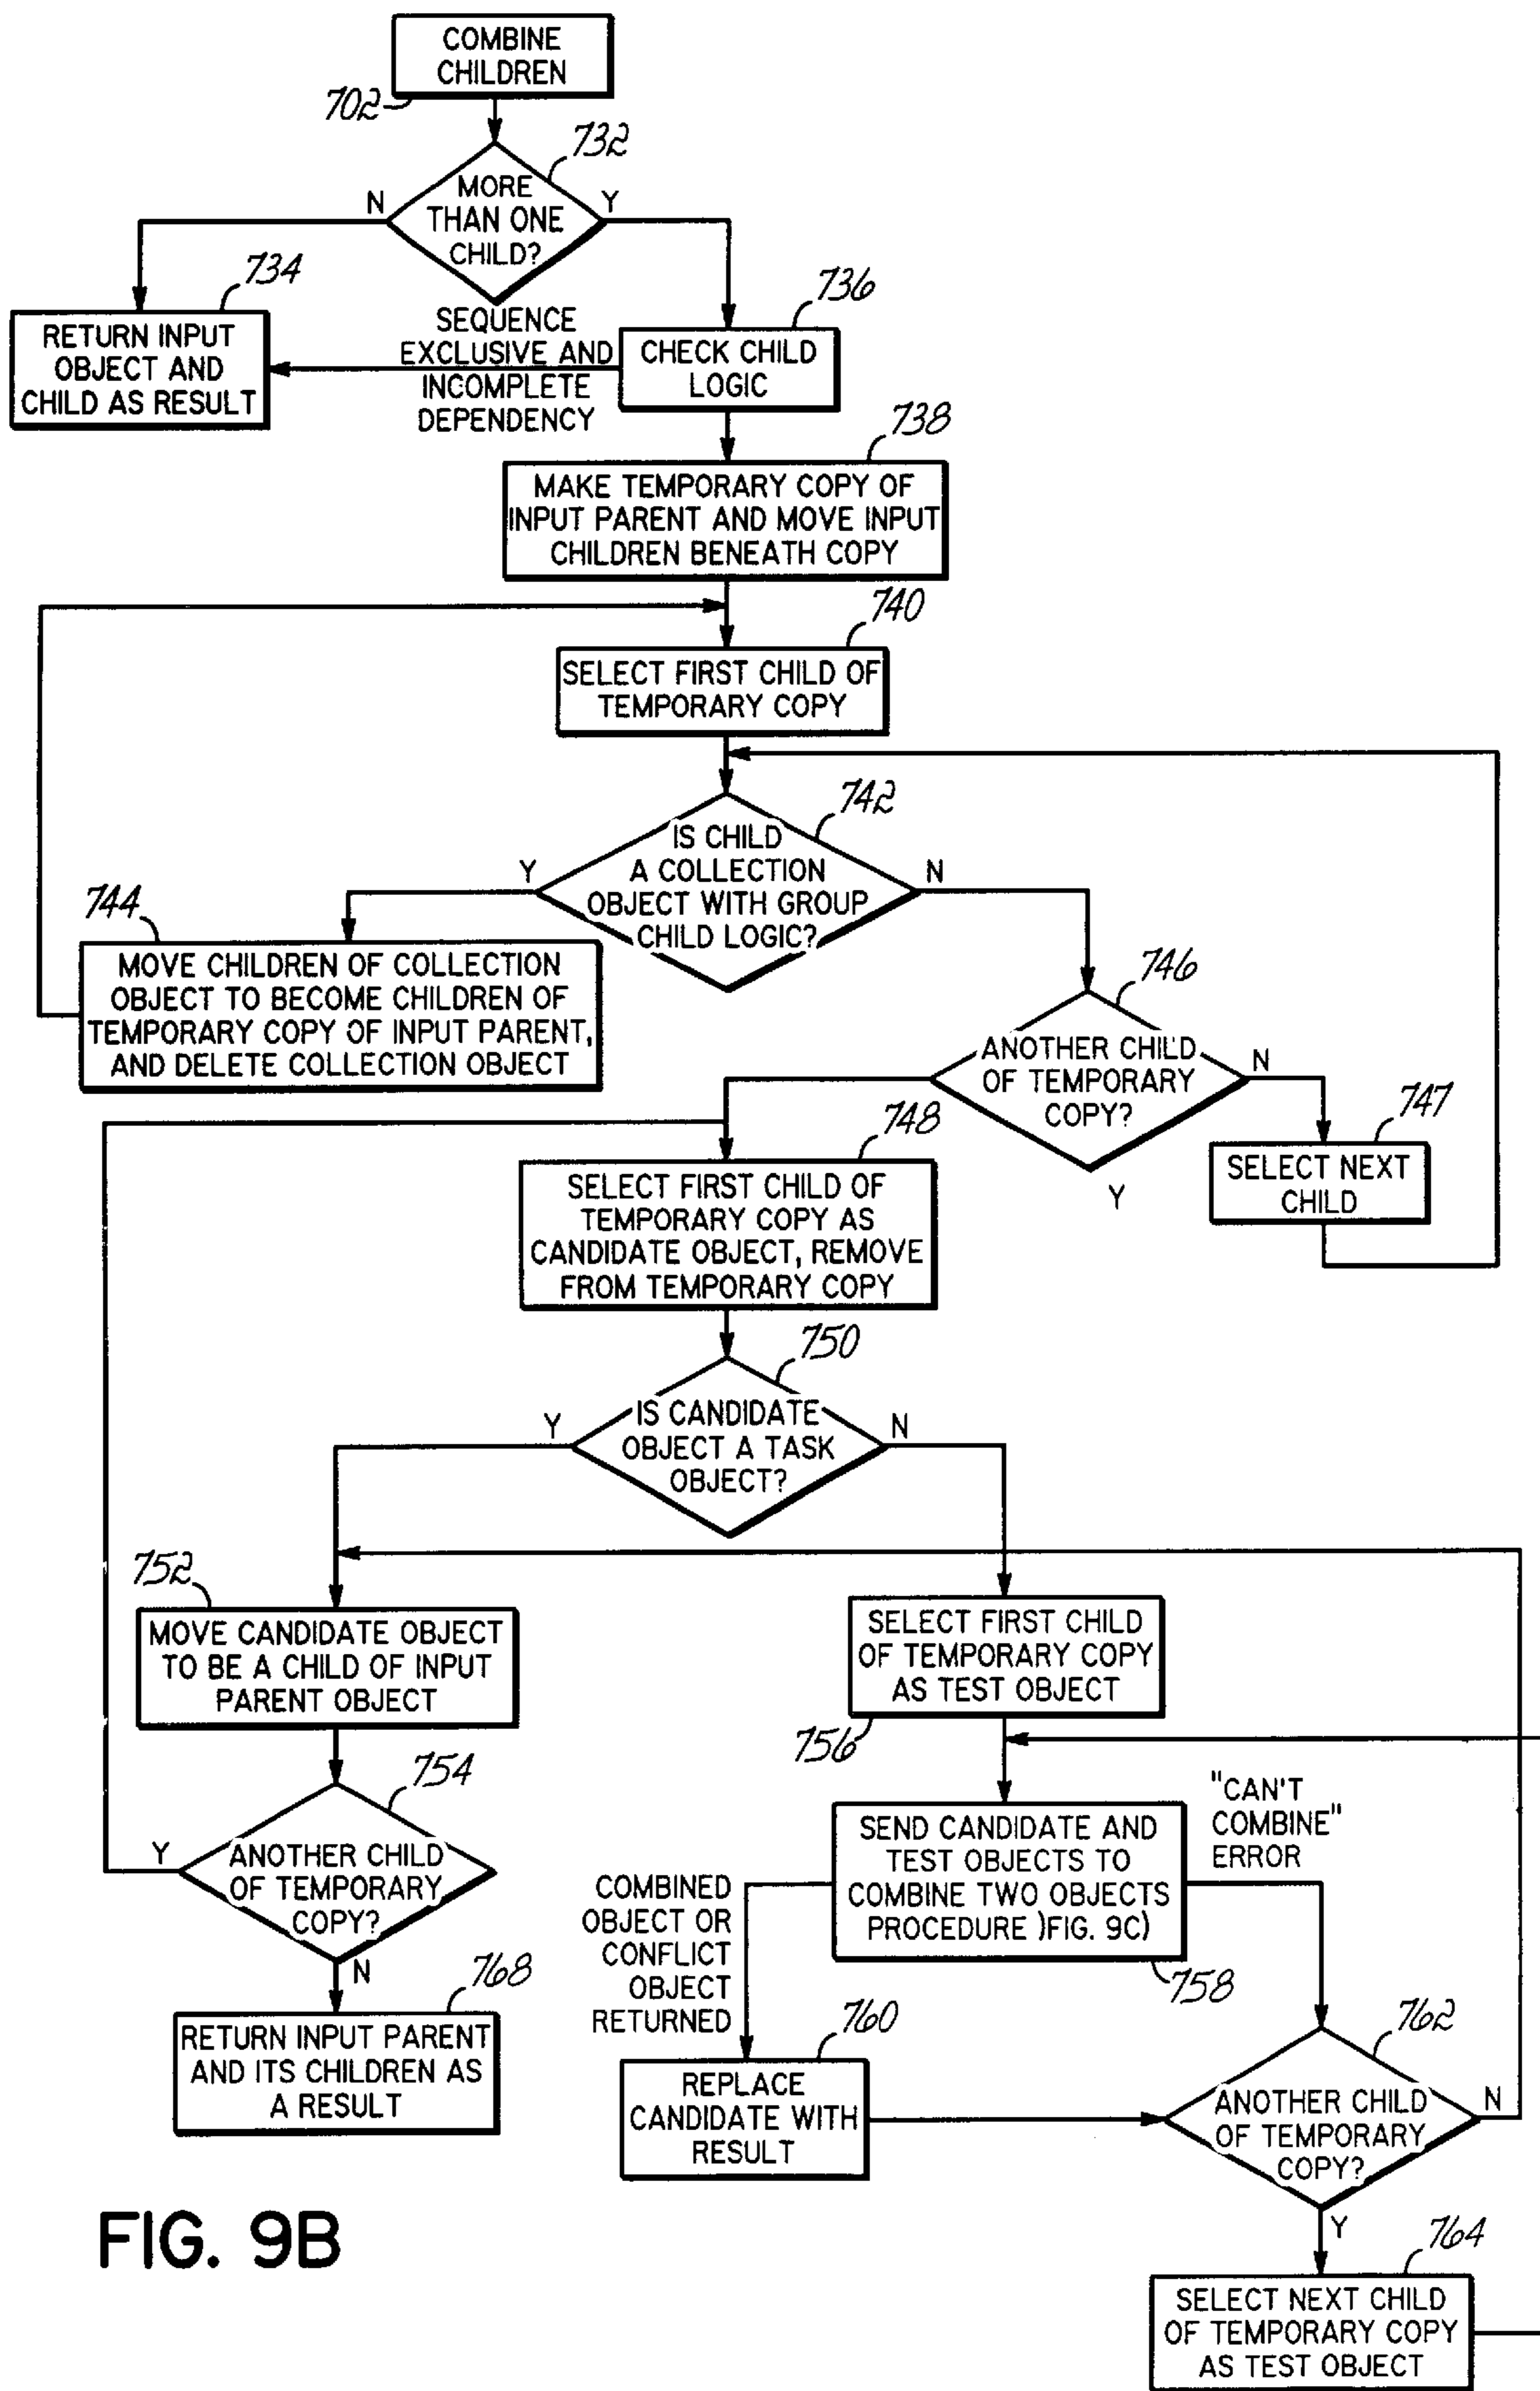 COMBINE
CHILDREN
702
732
MORE
THAN ONE
CHILD?
N
Y
734
RETURN INPUT
OBJECT AND
CHILD AS RESULT
SEQUENCE
EXCLUSIVE AND
INCOMPLETE
DEPENDENCY
736
CHECK CHILD
LOGIC
738
MAKE TEMPORARY COPY OF
INPUT PARENT AND MOVE INPUT
CHILDREN BENEATH COPY
740
SELECT FIRST CHILD OF
TEMPORARY COPY
742
IS CHILD
A COLLECTION
OBJECT WITH GROUP
CHILD LOGIC?
Y
N
744
MOVE CHILDREN OF COLLECTION
OBJECT TO BECOME CHILDREN OF
TEMPORARY COPY OF INPUT PARENT,
AND DELETE COLLECTION OBJECT
746
ANOTHER CHILD
OF TEMPORARY
COPY?
N
Y
747
SELECT NEXT
CHILD
748
SELECT FIRST CHILD OF
TEMPORARY COPY AS
CANDIDATE OBJECT, REMOVE
FROM TEMPORARY COPY
750
IS CANDIDATE
OBJECT A TASK
OBJECT?
Y
N
752
MOVE CANDIDATE OBJECT
TO BE A CHILD OF INPUT
PARENT OBJECT
754
ANOTHER CHILD
OF TEMPORARY
COPY?
Y
N
768
RETURN INPUT PARENT
AND ITS CHILDREN AS
A RESULT
SELECT FIRST CHILD
OF TEMPORARY COPY
AS TEST OBJECT
756
SEND CANDIDATE AND
TEST OBJECTS TO
COMBINE TWO OBJECTS
PROCEDURE )FIG. 9C)
758
"CAN'T
COMBINE"
ERROR
COMBINED
OBJECT OR
CONFLICT
OBJECT
RETURNED
760
REPLACE
CANDIDATE WITH
RESULT
762
ANOTHER CHILD
OF TEMPORARY
COPY?
N
Y
764
SELECT NEXT CHILD
OF TEMPORARY COPY
AS TEST OBJECT
FIG. 9B